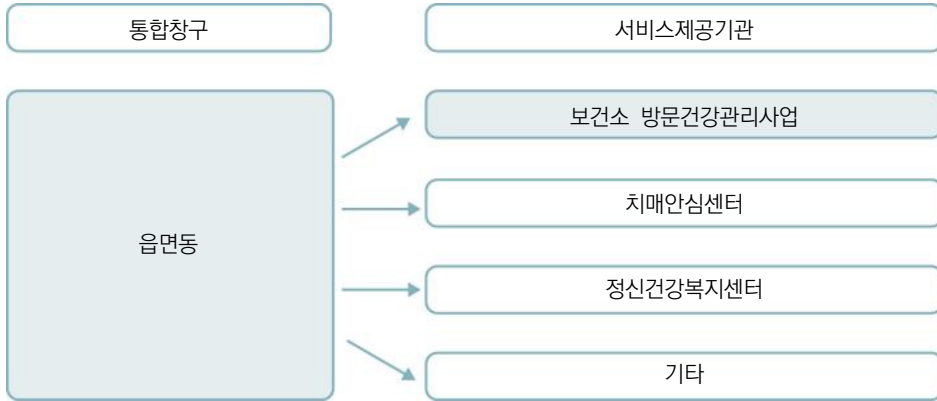 통합창구
서비스제공기관
보건소 방문건강관리사업
치매안심센터
읍면동
정신건강복지센터
기타